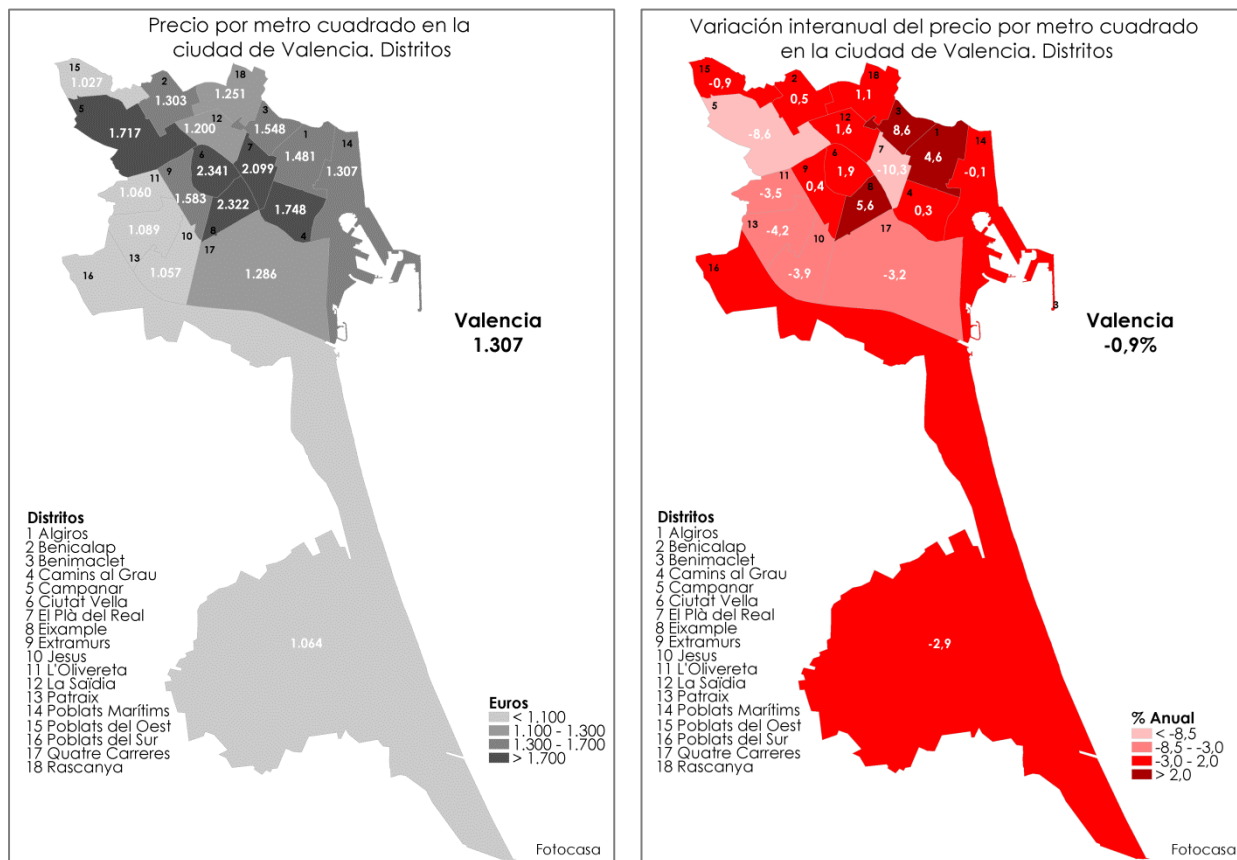 Precio por metro cuadrado en la
ciudad de Valencia. Distritos
15
1.027
2
1.303
18
1.251
5
1.717
12
1.200
3
1.548
1
1.481
14
1.307
6
2.341
7
2.099
11
9
1.060
1.583
2.322
8
1.748
4
1.089
10
17
13
1.057
1.286
16
Valencia
1.307
1.064
Distritos
1 Algiros
2 Benicalap
3 Benimaclet
4 Camins al Grau
5 Campanar
6 Ciutat Vella
7 El Plà del Real
8 Eixample
9 Extramurs
10 Jesus
11 L'Olivereta
12 La Saïdia
13 Patraix
14 Poblats Marítims
15 Poblats del Oest
16 Poblats del Sur
17 Quatre Carreres
18 Rascanya
Euros
< 1.100
1.100 - 1.300
1.300 - 1.700
> 1.700
Fotocasa
Variación interanual del precio por metro cuadrado
en la ciudad de Valencia. Distritos
15
-0,9
2
0,5
18
1,1
5
-8,6
12
1,6
3
8,6
1
4,6
14
-0,1
6
1,9
7
-10,3
11
9
-3,5
0,4
8
5,6
4
0,3
13
-4,2
10
17
-3,9
-3,2
16
3
Valencia
-0,9%
-2,9
Distritos
1 Algiros
2 Benicalap
3 Benimaclet
4 Camins al Grau
5 Campanar
6 Ciutat Vella
7 El Plà del Real
8 Eixample
9 Extramurs
10 Jesus
11 L'Olivereta
12 La Saïdia
13 Patraix
14 Poblats Marítims
15 Poblats del Oest
16 Poblats del Sur
17 Quatre Carreres
18 Rascanya
% Anual
< -8,5
-8,5 - -3,0
-3,0 - 2,0
> 2,0
Fotocasa